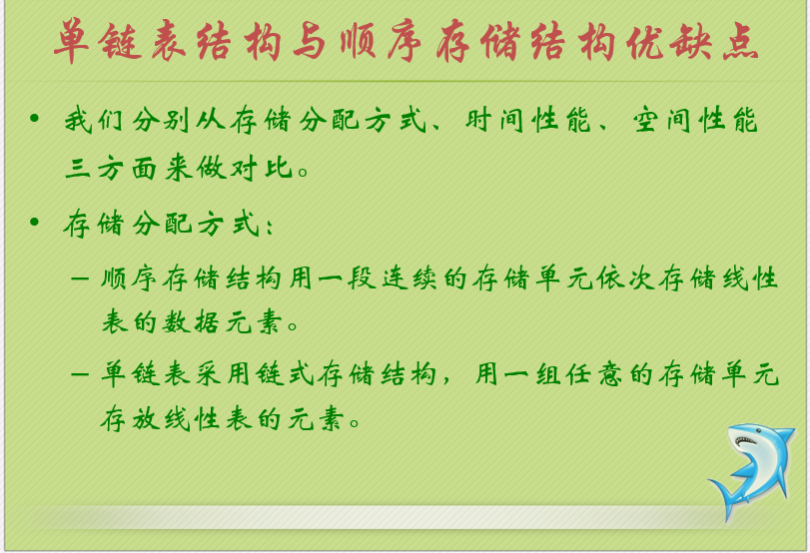 单链表结构与顺序存储结构优缺点
• 我们分别从存储分配方式、时间性能、空间性能
三方面来做对比。
• 存储分配方式：
– 顺序存储结构用一段连续的存储单元依次存储线性
表的数据元素。
– 单链表采用链式存储结构，用一组任意的存储单元
存放线性表的元素。